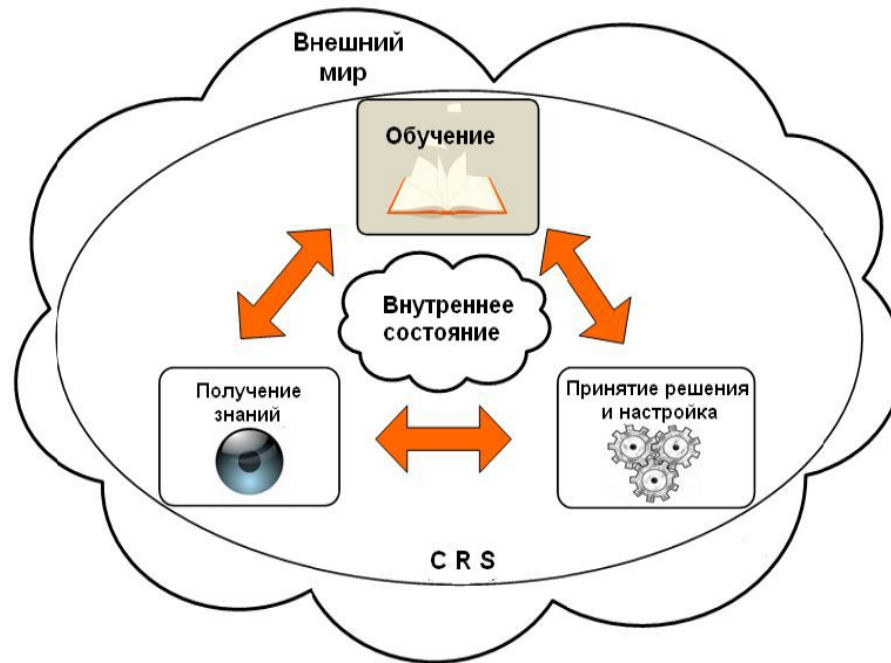 Внешний
мир
Обучение
Внутреннее
состояние
Получение
знаний
Принятие решения
и настройка
C R S